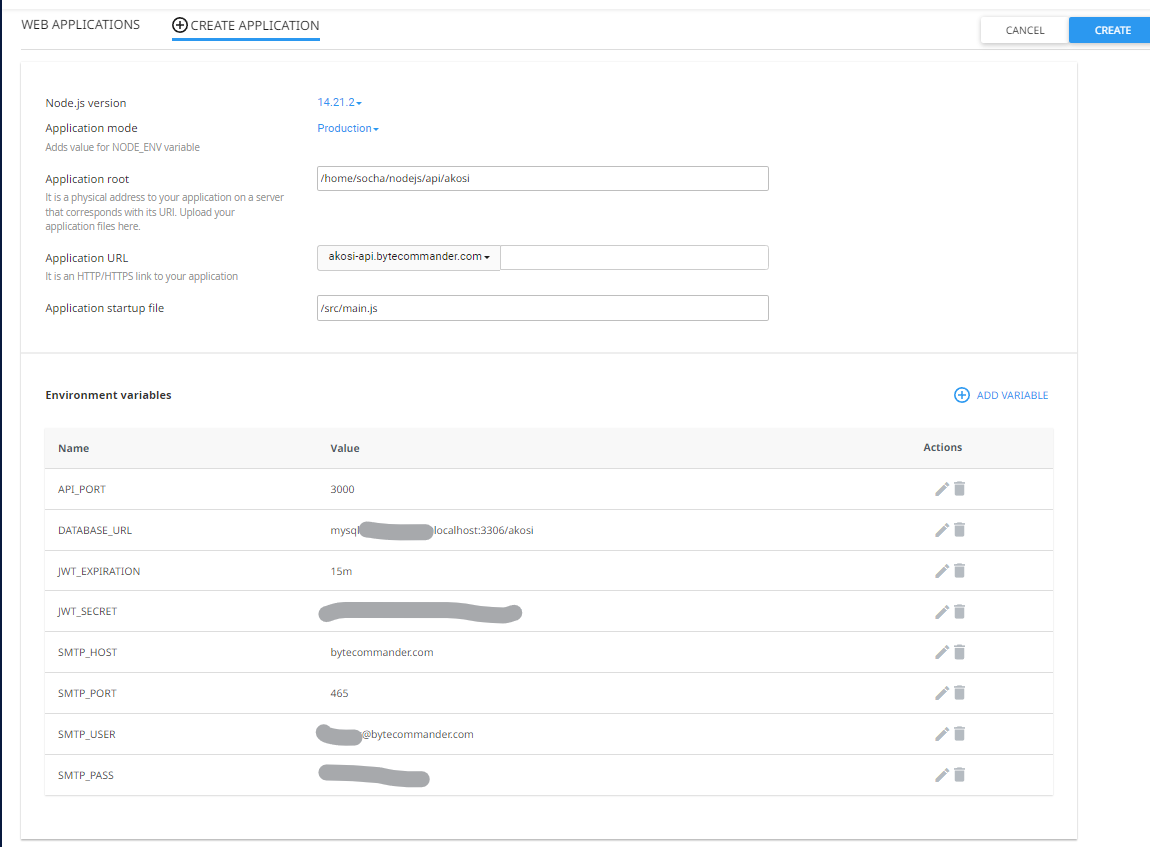 WEB APPLICATIONS
CREATE APPLICATION
CANCEL
CREATE
Node.js version 14.21.2
Application mode Production
Adds value for NODE_ENV variable
Application root /home/socha/nodejs/api/akosi
It is a physical address to your application on a server
that corresponds with its URI. Upload your
application files here.
Application URL akosi-api.bytecommander.com
It is an HTTP/HTTPS link to your application
Application startup file /src/main.js
Environment variables ADD VARIABLE
Name Value Actions
API_PORT 3000
DATABASE_URL mysql localhost:3306/akosi
JWT_EXPIRATION 15m
JWT_SECRET
SMTP_HOST bytecommander.com
SMTP_PORT 465
SMTP_USER @bytecommander.com
SMTP_PASS